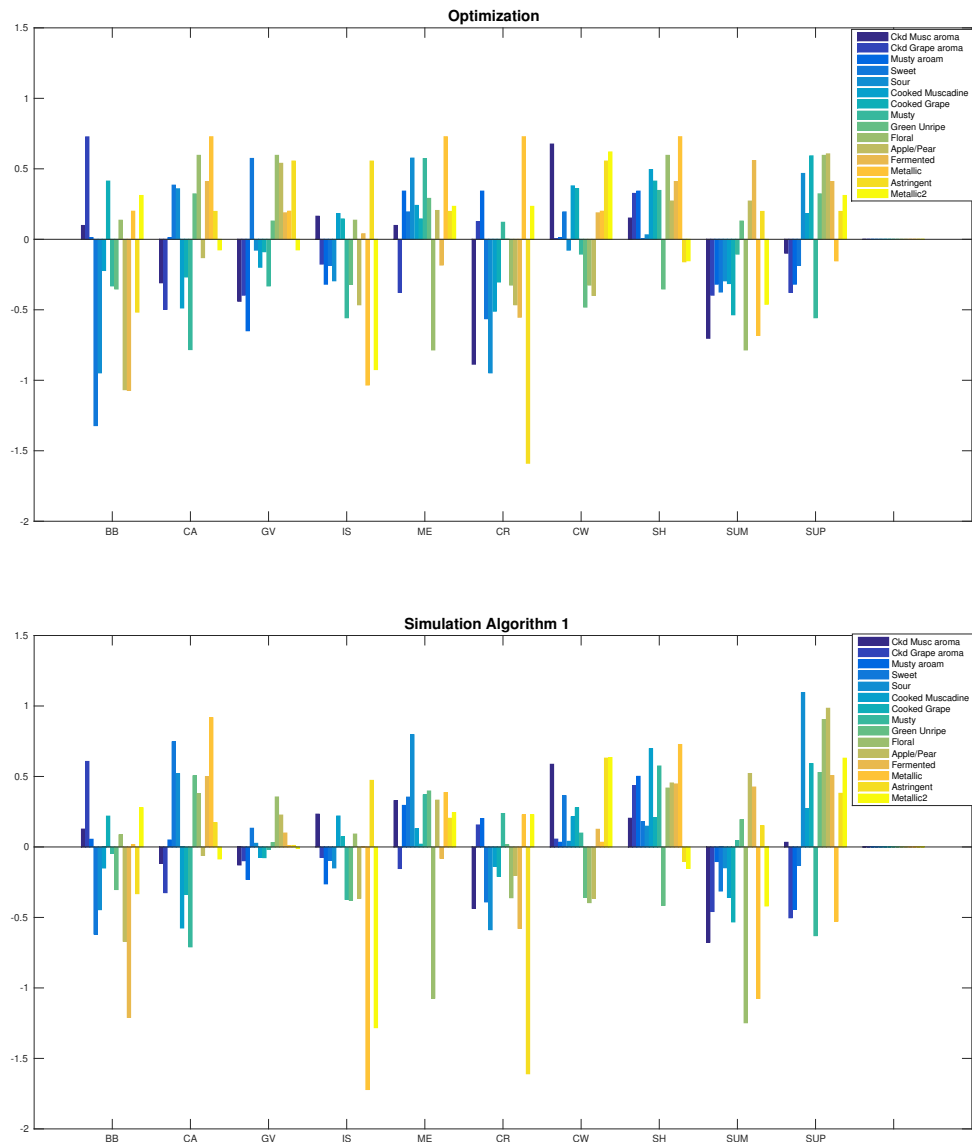 Optimization
1.5
1
0.5
0
-0.5
-1
-1.5
-2
BB CA GV IS ME CR CW SH SUM SUP
Ckd Musc aroma
Ckd Grape aroma
Musty aroam
Sweet
Sour
Cooked Muscadine
Cooked Grape
Musty
Green Unripe
Floral
Apple/Pear
Fermented
Metallic
Astringent
Metallic2
Simulation Algorithm 1
1.5
1
0.5
0
-0.5
-1
-1.5
-2
BB CA GV IS ME CR CW SH SUM SUP
Ckd Musc aroma
Ckd Grape aroma
Musty aroam
Sweet
Sour
Cooked Muscadine
Cooked Grape
Musty
Green Unripe
Floral
Apple/Pear
Fermented
Metallic
Astringent
Metallic2